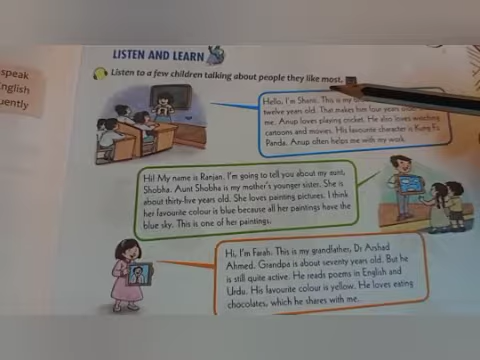 speak
English
uently
LISTEN AND LEARN
Listen to a few children talking about people they like most.
Hello, I'm Shanti. This is my
twelve years old. That makes him four years
me. Anup loves playing cricket. He also loves watching
cartoons and movies. His favourite character is Kung Fu
Panda. Anup often helps me with my work.
Hi! My name is Ranjan. I'm going to tell you about my aunt,
Shobha. Aunt Shobha is my mother's younger sister. She is
about thirty-five years old. She loves painting pictures. I think
her favourite colour is blue because all her paintings have the
blue sky. This is one of her paintings.
Hi, I'm Farah. This is my grandfather, Dr Arshad
Ahmed. Grandpa is about seventy years old. But he
is still quite active. He reads poems in English and
Urdu. His favourite colour is yellow. He loves eating
chocolates, which he shares with me.